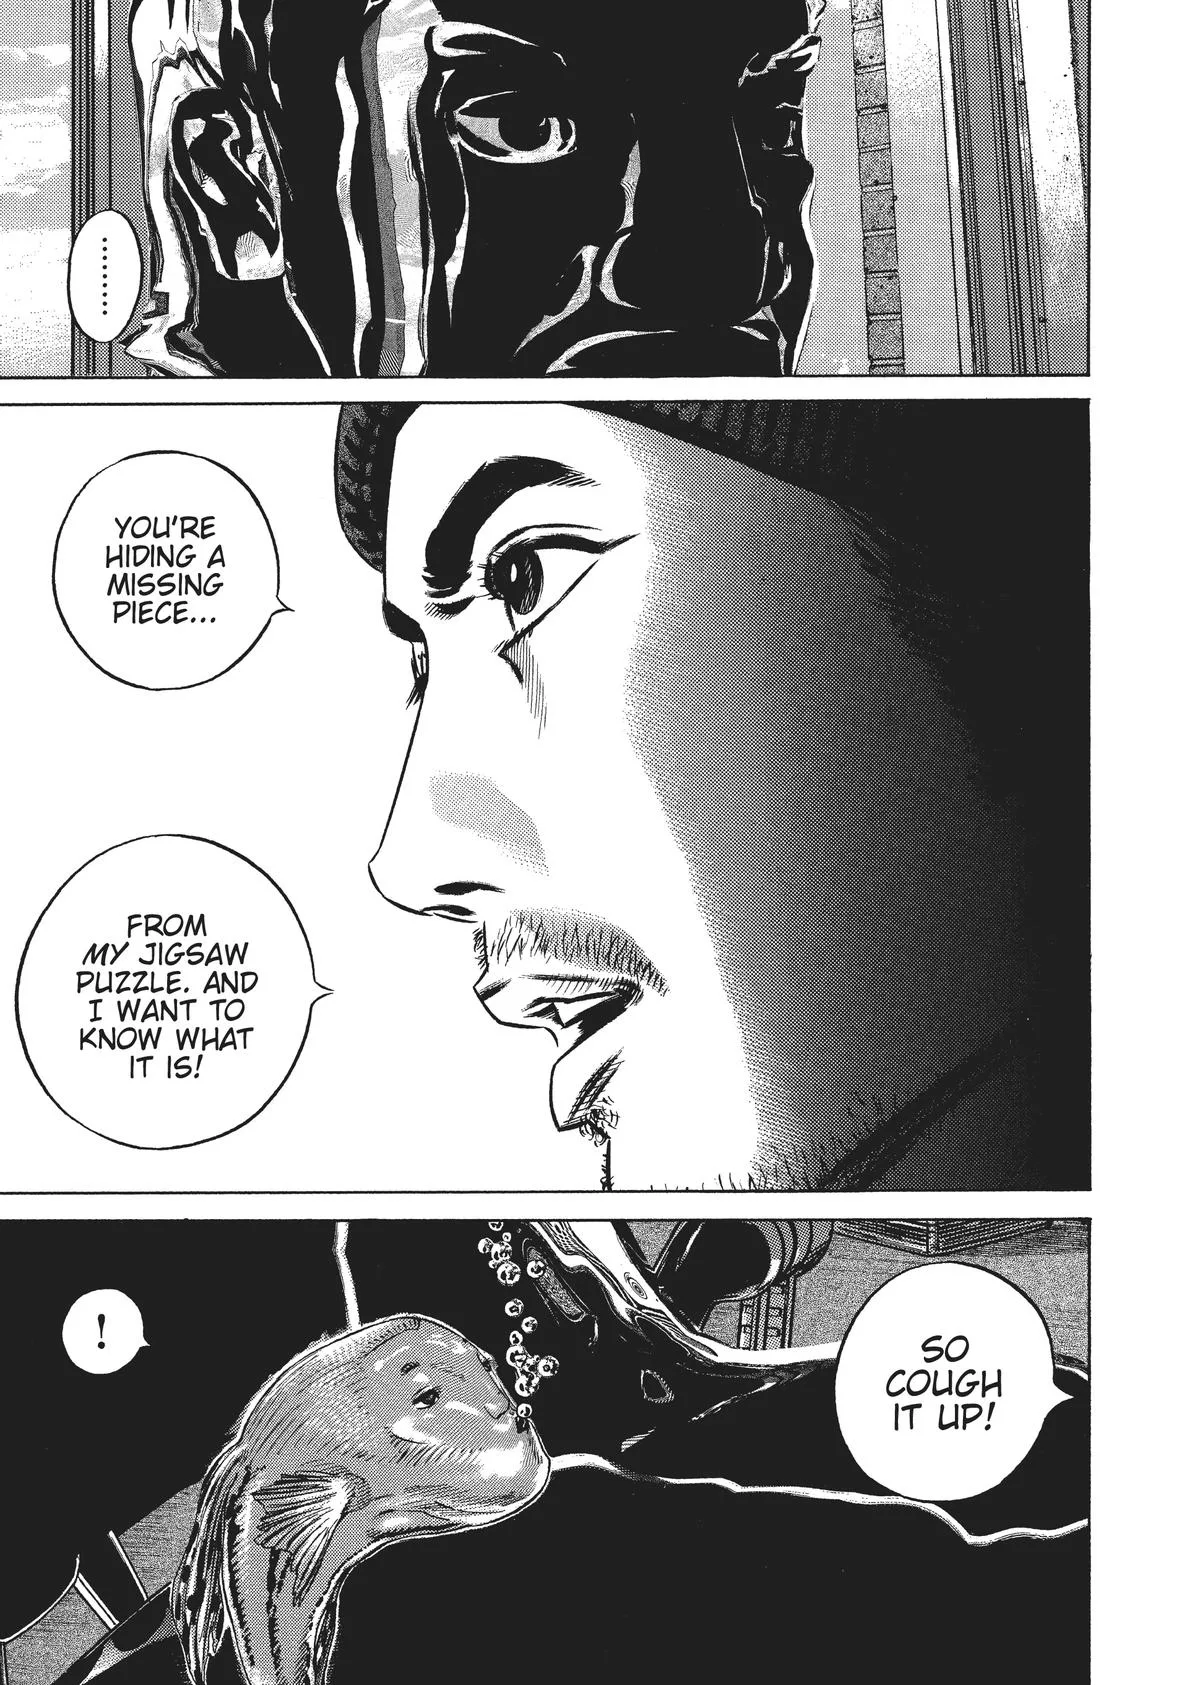 .........
YOU'RE
HIDING A
MISSING
PIECE...
FROM
MY JIGSAW
PUZZLE. AND
I WANT TO
KNOW WHAT
IT IS!
SO
COUGH
IT UP!
!